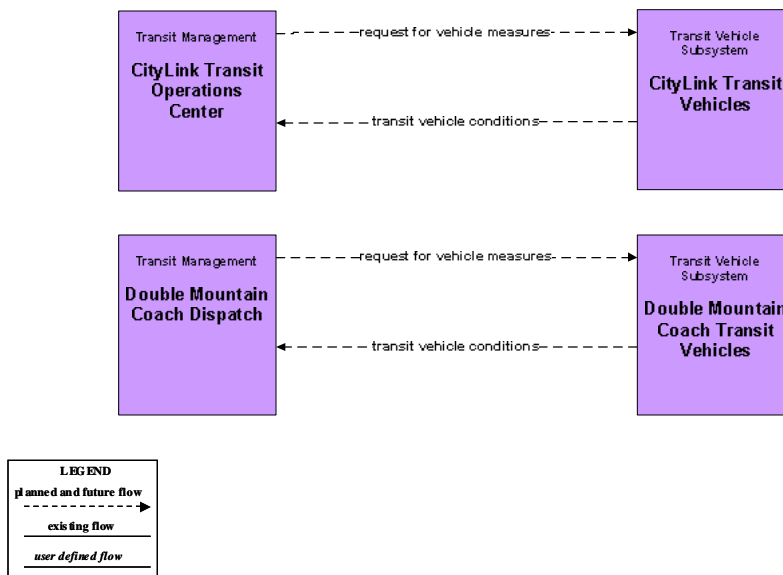 Transit Management
CityLink Transit
Operations
Center
request for vehicle measures
transit vehicle conditions
Transit Vehicle
Subsystem
CityLink Transit
Vehicles
Transit Management
Double Mountain
Coach Dispatch
request for vehicle measures
transit vehicle conditions
Transit Vehicle
Subsystem
Double Mountain
Coach Transit
Vehicles
LEGEND
planned and future flow
existing flow
user defined flow